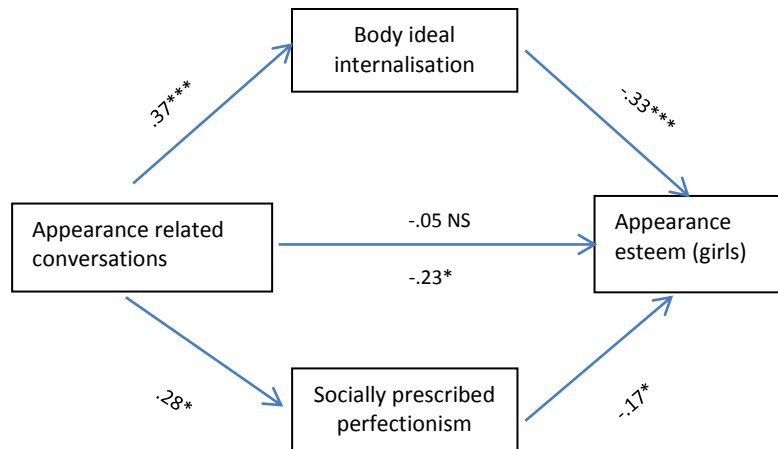 Body ideal
internalisation
.37***
-.33***
Appearance related
conversations
-.05 NS
-.23*
Appearance
esteem (girls)
.28*
Socially prescribed
perfectionism
-.17*